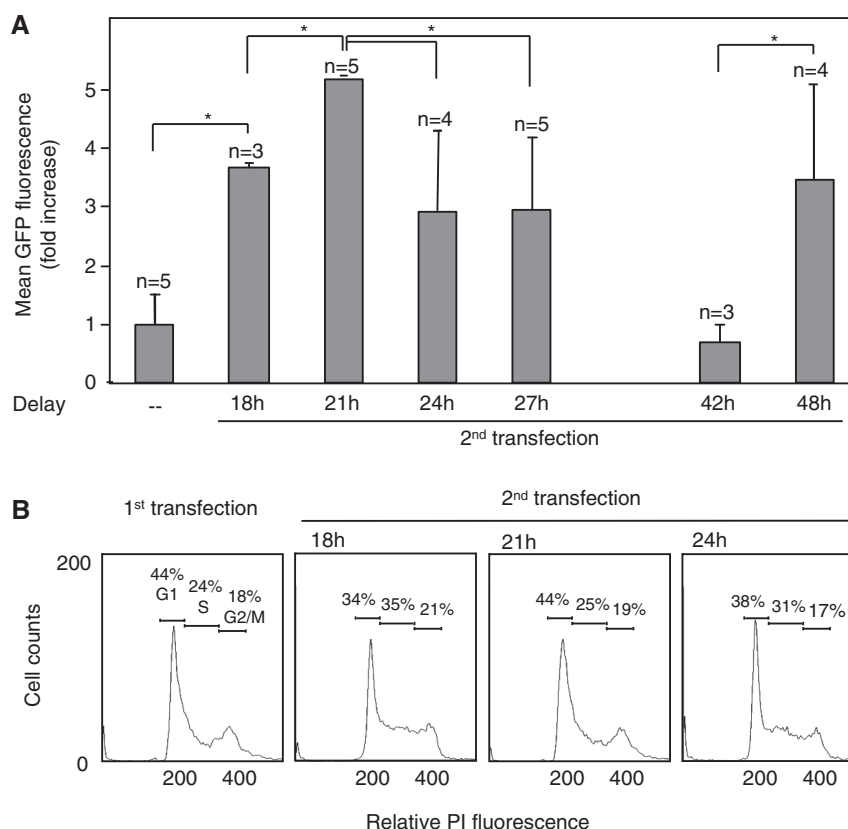 A
Mean GFP fluorescence
(fold increase)
5
4
3
2
1
0
n=5
n=3
n=5
n=4
n=5
n=3
n=4
*
*
*
*
Delay
-- 18h 21h 24h 27h 42h 48h
2nd transfection
B
1st transfection
2nd transfection
18h 21h 24h
Cell counts
200
0
44% G1
24% S
18% G2/M
34% 35% 21%
44% 25% 19%
38% 31% 17%
200 400 200 400 200 400 200 400
Relative PI fluorescence